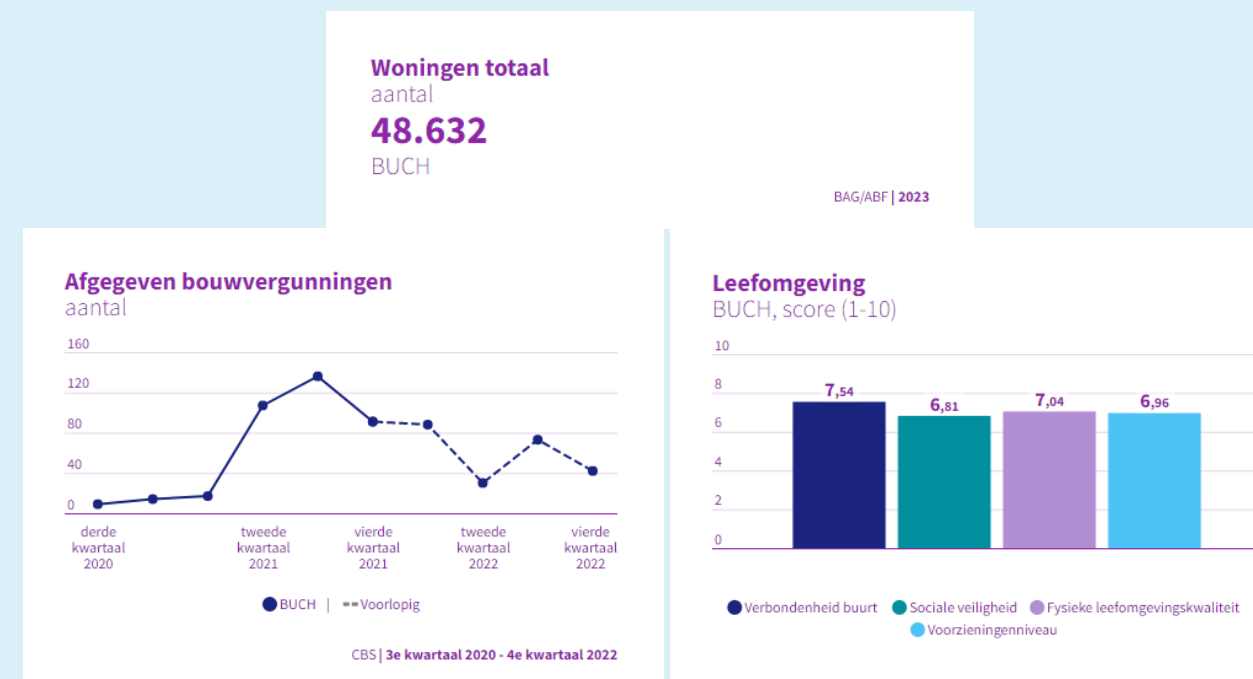 Woningen totaal
aantal
48.632
BUCH
BAG/ABF | 2023
Afgegeven bouwvergunningen
aantal
160
120
80
40
0
derde kwartaal 2020
tweede kwartaal 2021
vierde kwartaal 2021
tweede kwartaal 2022
vierde kwartaal 2022
BUCH | Voorlopig
CBS | 3e kwartaal 2020 - 4e kwartaal 2022
Leefomgeving
BUCH, score (1-10)
10
8
6
4
2
0
7,54
6,81
7,04
6,96
Verbondenheid buurt Sociale veiligheid Fysieke leefomgevingskwaliteit
Voorzieningenniveau